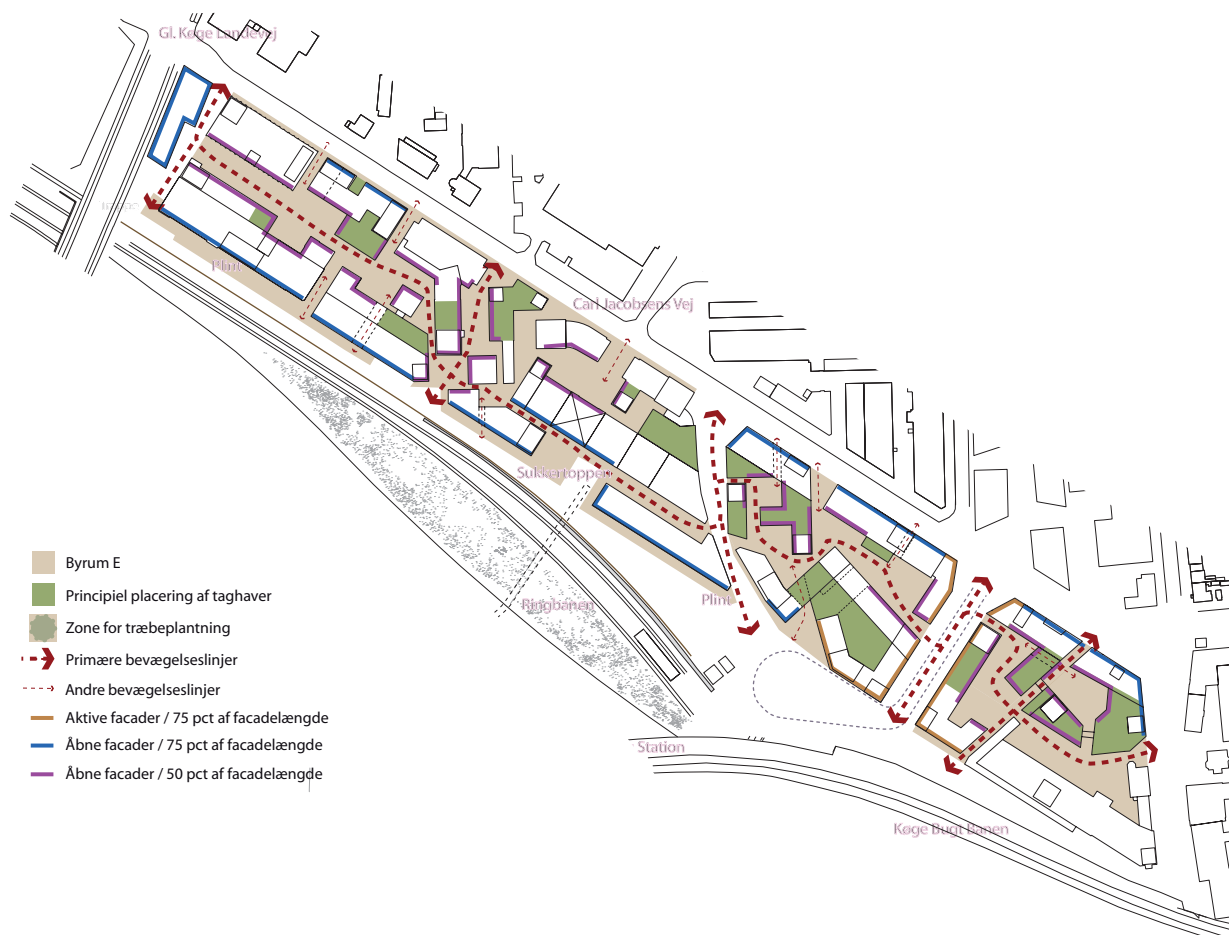 Gl. Køge Landevej
Plint
Carl Jacobsens Vej
Sukkertoppen
Ringbanen
Plint
Station
Køge Bugt Banen
Byrum E
Principiel placering af taghaver
Zone for træbeplantning
Primære bevægelseslinjer
Andre bevægelseslinjer
Aktive facader / 75 pct af facadelængde
Åbne facader / 75 pct af facadelængde
Åbne facader / 50 pct af facadelængde